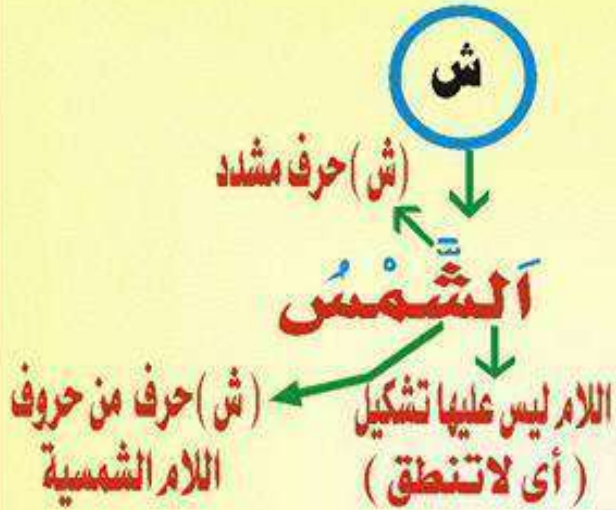 ش
(ش) حرف مشدد
اَلشَّمْسُ
اللام ليس عليها تشكيل
(أى لاتنطق)
(ش) حرف من حروف
اللام الشمسية